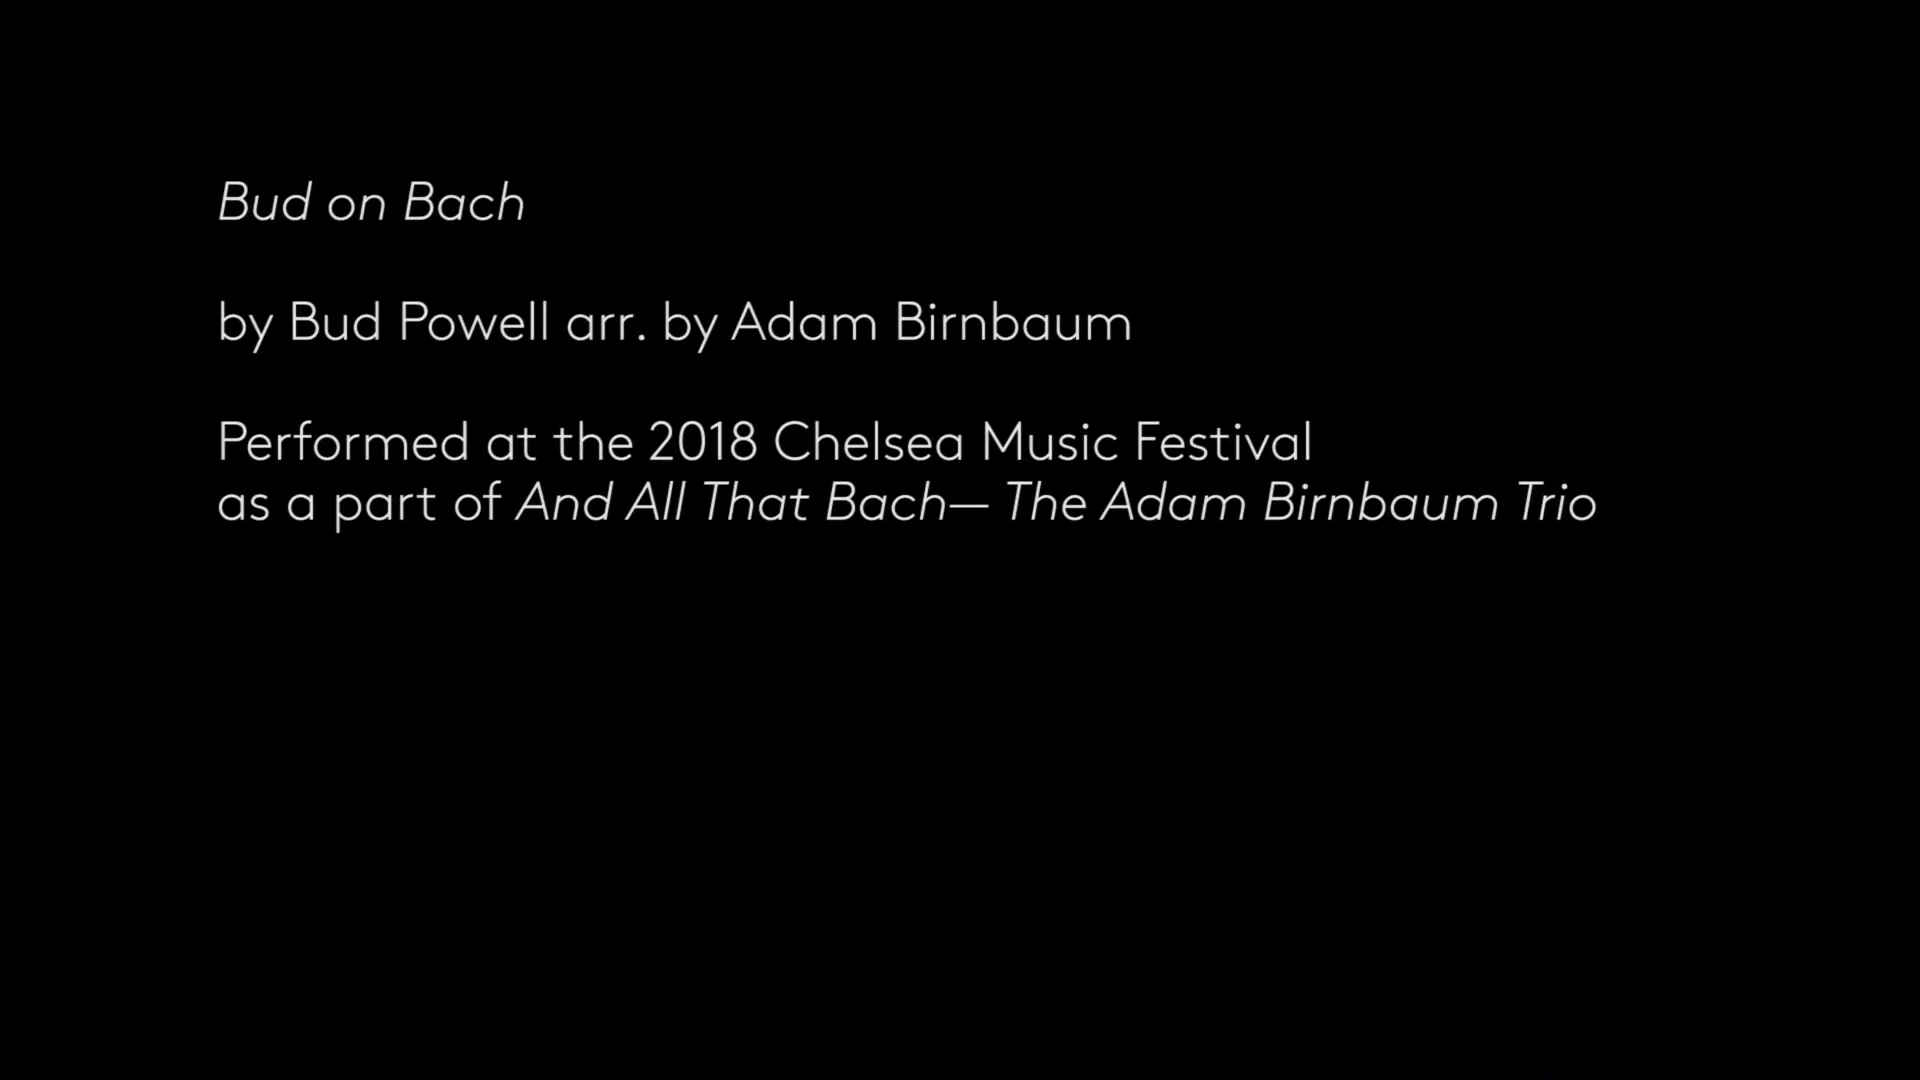 Bud on Bach
by Bud Powell arr. by Adam Birnbaum
Performed at the 2018 Chelsea Music Festival
as a part of And All That Bach— The Adam Birnbaum Trio